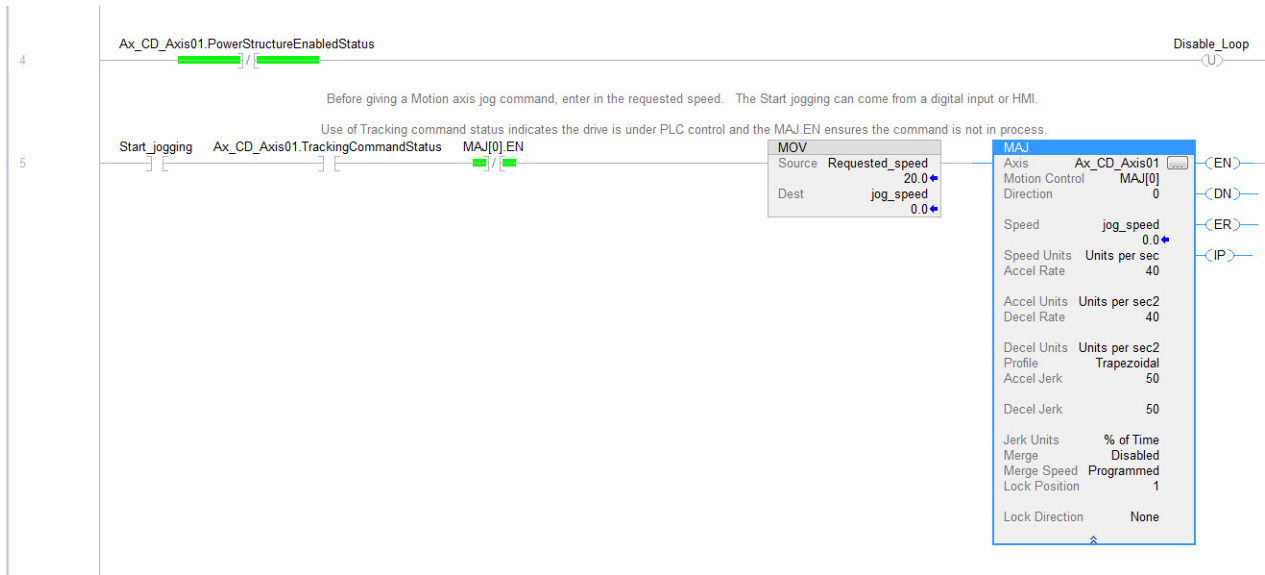 Ax_CD_Axis01.PowerStructureEnabledStatus Disable_Loop
4 / U
Before giving a Motion axis jog command, enter in the requested speed. The Start jogging can come from a digital input or HMI.
Use of Tracking command status indicates the drive is under PLC control and the MAJ.EN ensures the command is not in process.
Start_jogging Ax_CD_Axis01.TrackingCommandStatus MAJ[0].EN
5 /
MOV
Source Requested_speed
20.0
Dest jog_speed
0.0
MAJ
Axis Ax_CD_Axis01 ...
Motion Control MAJ[0]
Direction 0
Speed jog_speed
0.0
Speed Units Units per sec
Accel Rate 40
Accel Units Units per sec2
Decel Rate 40
Decel Units Units per sec2
Profile Trapezoidal
Accel Jerk 50
Decel Jerk 50
Jerk Units % of Time
Merge Disabled
Merge Speed Programmed
Lock Position 1
Lock Direction None
EN
DN
ER
IP